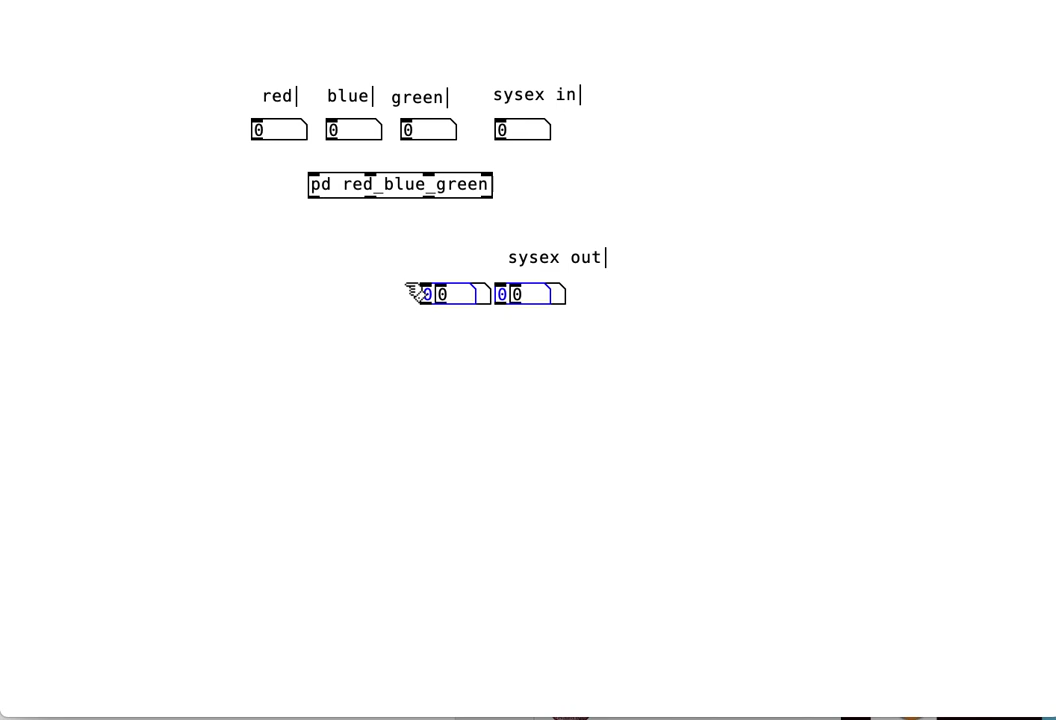 red blue green sysex in
0 0 0 0
pd red_blue_green
sysex out
0 0 0 0